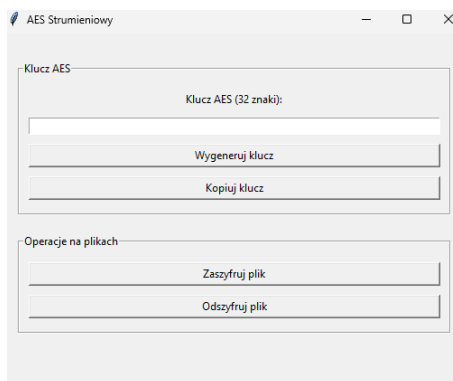 AES Strumieniowy
Klucz AES
Klucz AES (32 znaki):
Wygeneruj klucz
Kopiuj klucz
Operacje na plikach
Zaszyfruj plik
Odszyfruj plik